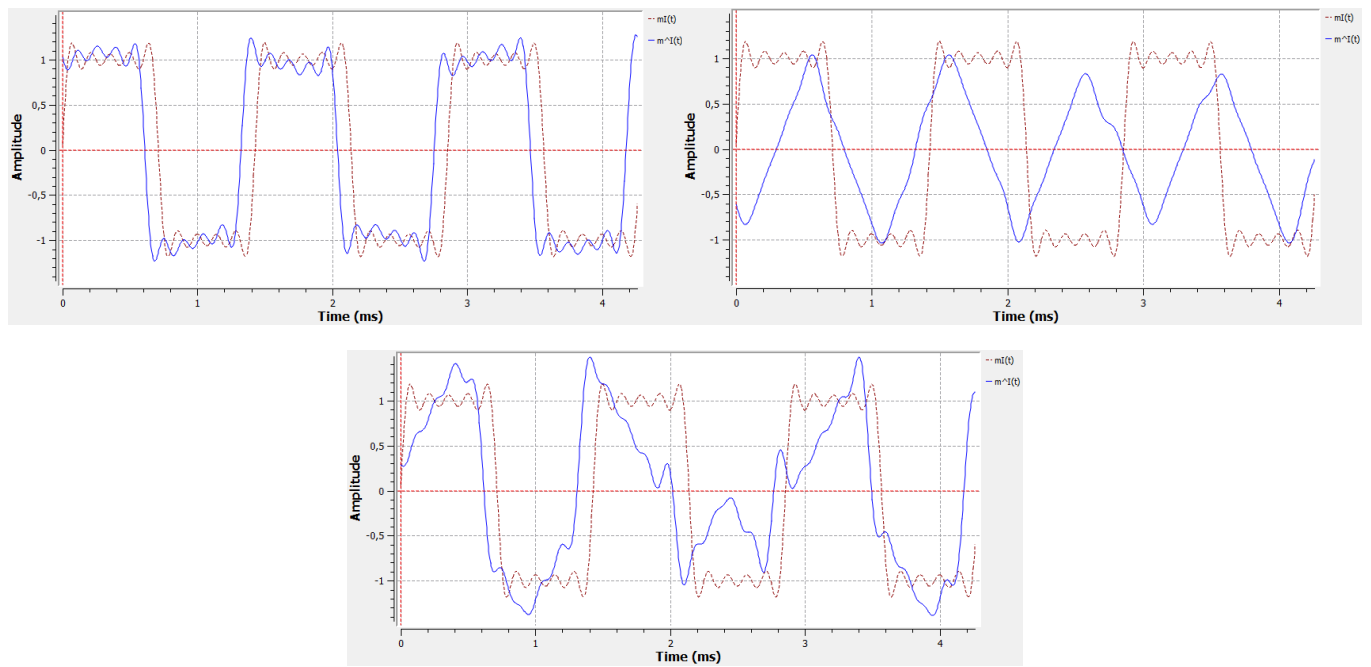 mI(t)
m^I(t)
Amplitude
1
0,5
0
-0,5
-1
0 1 2 3 4
Time (ms)
mI(t)
m^I(t)
Amplitude
1
0,5
0
-0,5
-1
0 1 2 3 4
Time (ms)
mI(t)
m^I(t)
Amplitude
1
0,5
0
-0,5
-1
0 1 2 3 4
Time (ms)